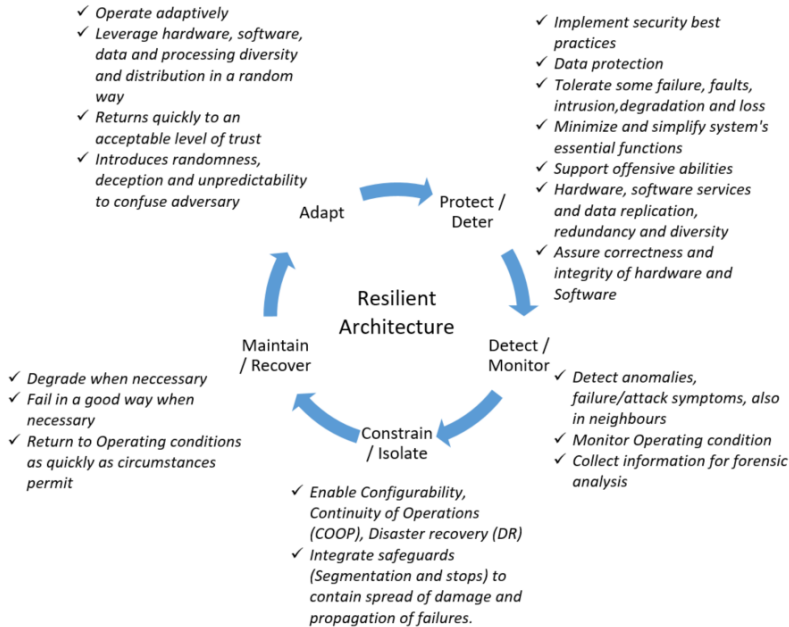 ✓ Operate adaptively
✓ Leverage hardware, software,
data and processing diversity
and distribution in a random
way
✓ Returns quickly to an
acceptable level of trust
✓ Introduces randomness,
deception and unpredictability
to confuse adversary
Adapt
✓ Implement security best
practices
✓ Data protection
✓ Tolerate some failure, faults,
intrusion,degradation and loss
✓ Minimize and simplify system's
essential functions
✓ Support offensive abilities
✓ Hardware, software services
and data replication,
redundancy and diversity
✓ Assure correctness and
integrity of hardware and
Software
Protect /
Deter
Resilient
Architecture
Detect /
Monitor
✓ Detect anomalies,
failure/attack symptoms, also
in neighbours
✓ Monitor Operating condition
✓ Collect information for forensic
analysis
Constrain
/ Isolate
✓ Enable Configurability,
Continuity of Operations
(COOP), Disaster recovery (DR)
✓ Integrate safeguards
(Segmentation and stops) to
contain spread of damage and
propagation of failures.
Maintain
/ Recover
✓ Degrade when neccessary
✓ Fail in a good way when
necessary
✓ Return to Operating conditions
as quickly as circumstances
permit